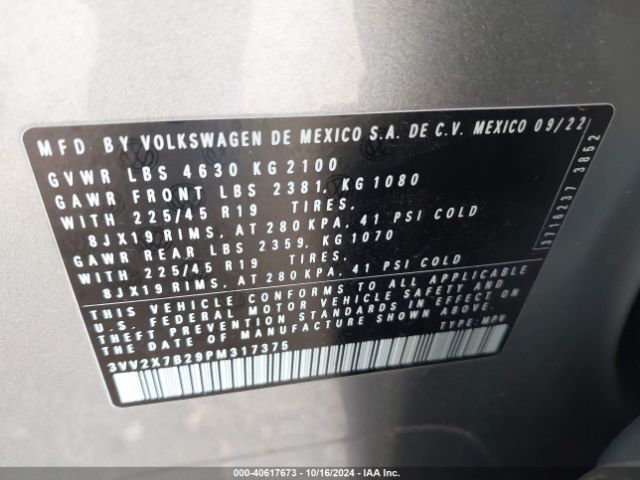 MFD BY VOLKSWAGEN DE MEXICO S.A. DE C.V. MEXICO 09/22
GVWR LBS 4630 KG 2100
GAWR FRONT LBS 2381, KG 1080
WITH 225/45 R19 TIRES,
8JX19 RIMS, AT 280 KPA, 41 PSI COLD
GAWR REAR LBS 2359, KG 1070
WITH 225/45 R19 TIRES,
8JX19 RIMS, AT 280 KPA, 41 PSI COLD
THIS VEHICLE CONFORMS TO ALL APPLICABLE
U.S. FEDERAL MOTOR VEHICLE SAFETY AND
THEFT PREVENTION STANDARDS IN EFFECT ON
THE DATE OF MANUFACTURE SHOWN ABOVE.
3VV2X7B29PM317375
TYPE: MPV
3716237 3852
000-40617673 / 10/16/2024 - IAA Inc.